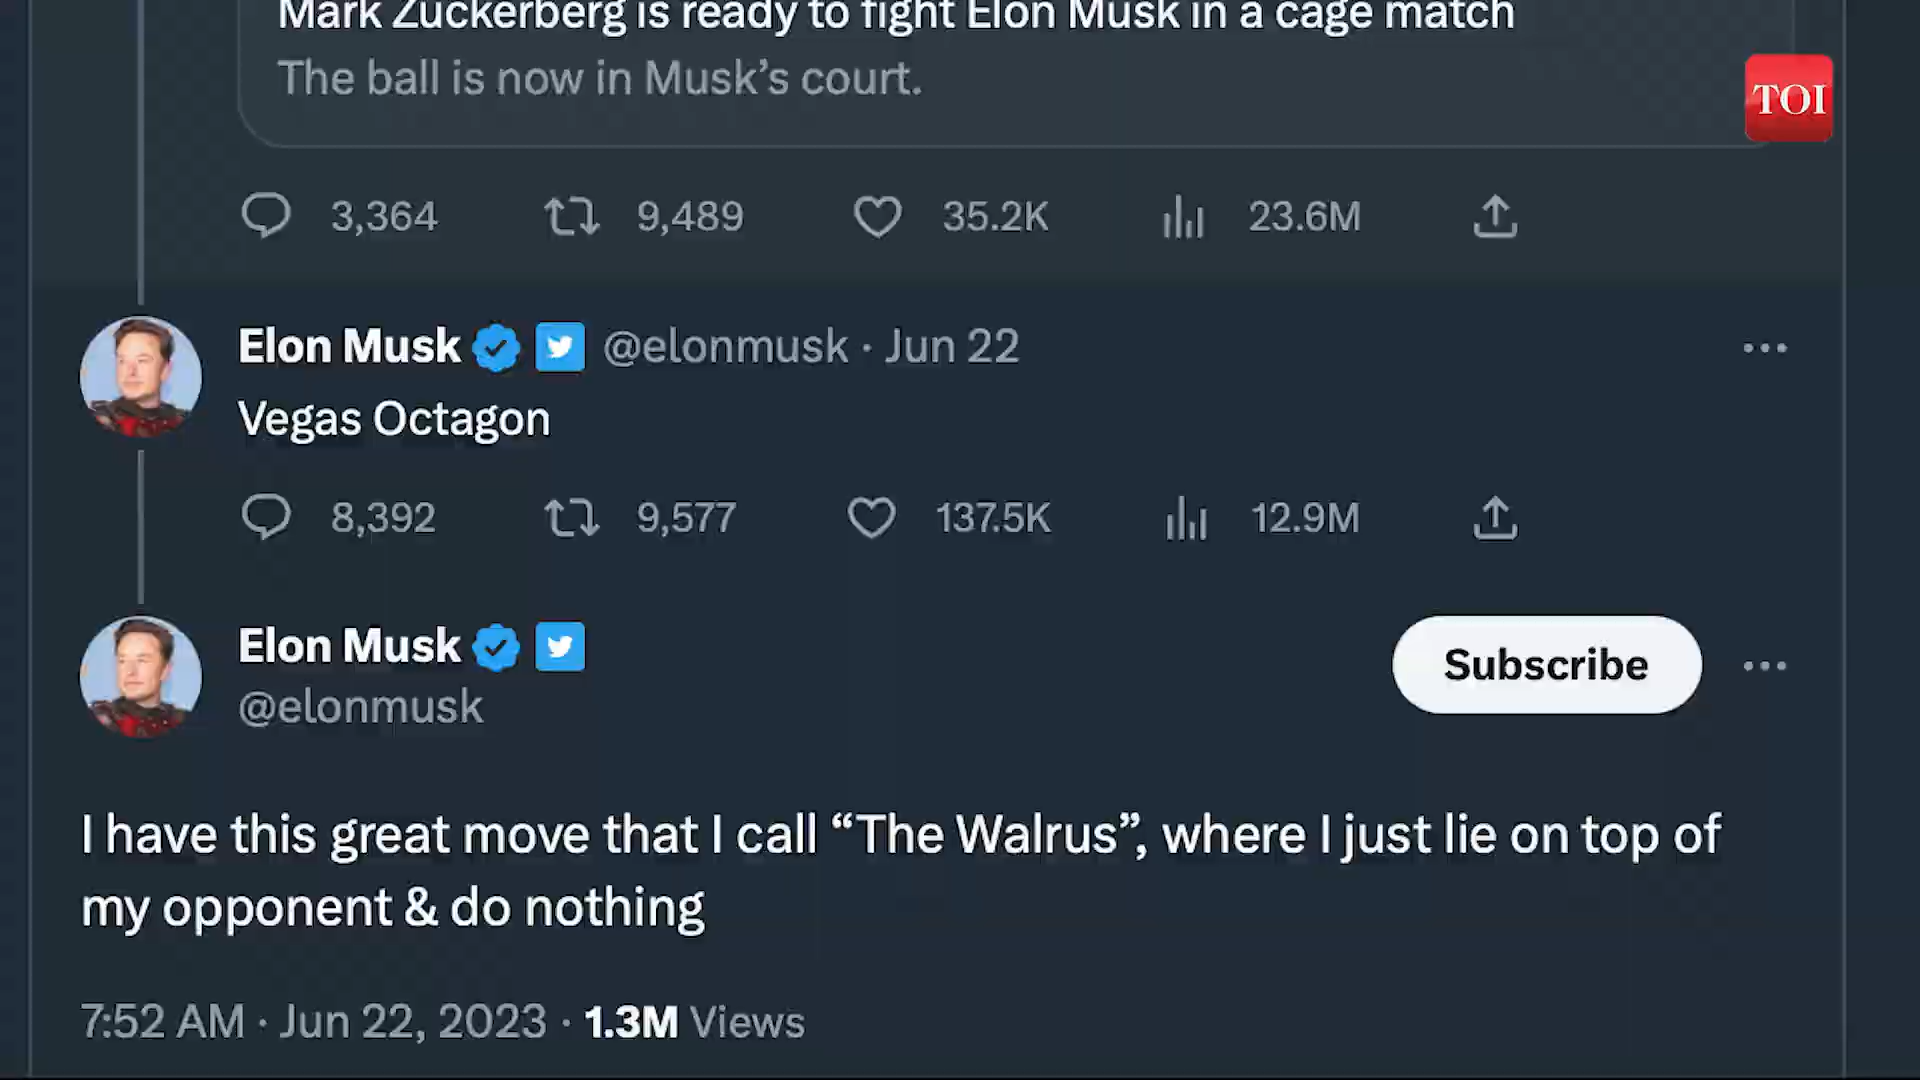 Mark Zuckerberg is ready to fight Elon Musk in a cage match
The ball is now in Musk’s court.
TOI
3,364 9,489 35.2K 23.6M
Elon Musk @elonmusk · Jun 22
Vegas Octagon
8,392 9,577 137.5K 12.9M
Elon Musk
@elonmusk
Subscribe
I have this great move that I call “The Walrus”, where I just lie on top of
my opponent & do nothing
7:52 AM · Jun 22, 2023 · 1.3M Views